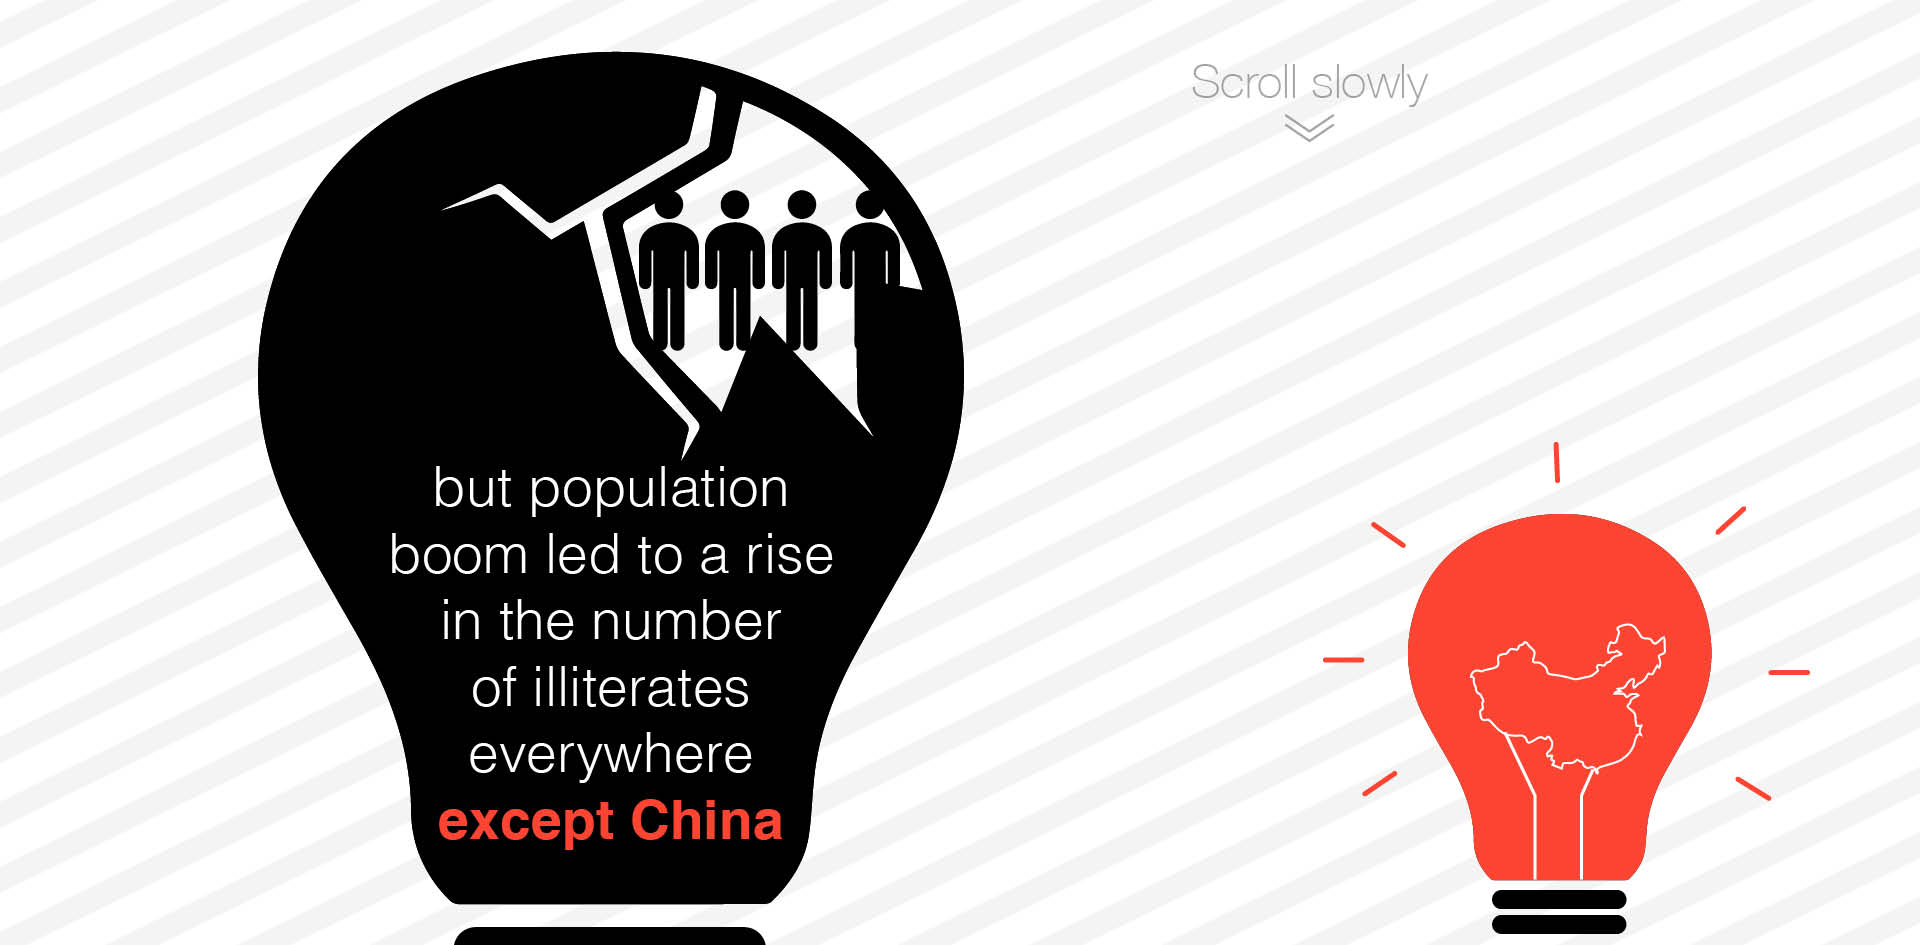 Scroll slowly
but population
boom led to a rise
in the number
of illiterates
everywhere
except China